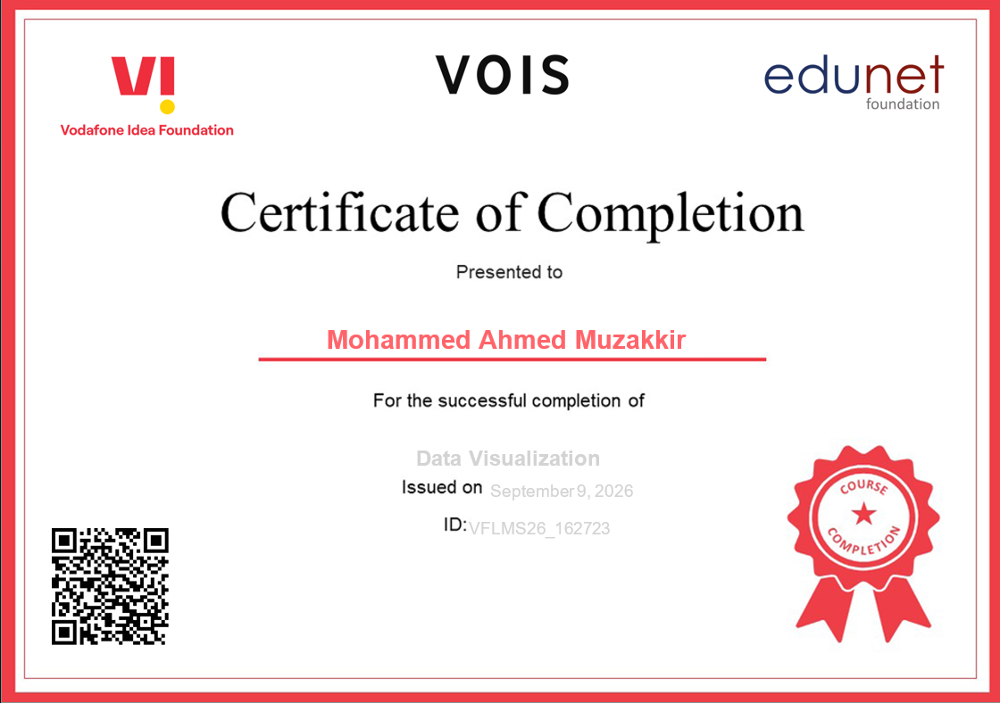 VI
Vodafone Idea Foundation
VOIS
edunet
foundation
Certificate of Completion
Presented to
Mohammed Ahmed Muzakkir
For the successful completion of
Data Visualization
Issued on September 9, 2026
ID: VFLMS26_162723
COURSE
COMPLETION